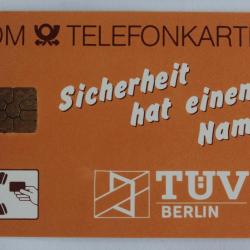 OM TELEFONKART
Sicherheit
hat einen
Nam
TÜV
BERLIN